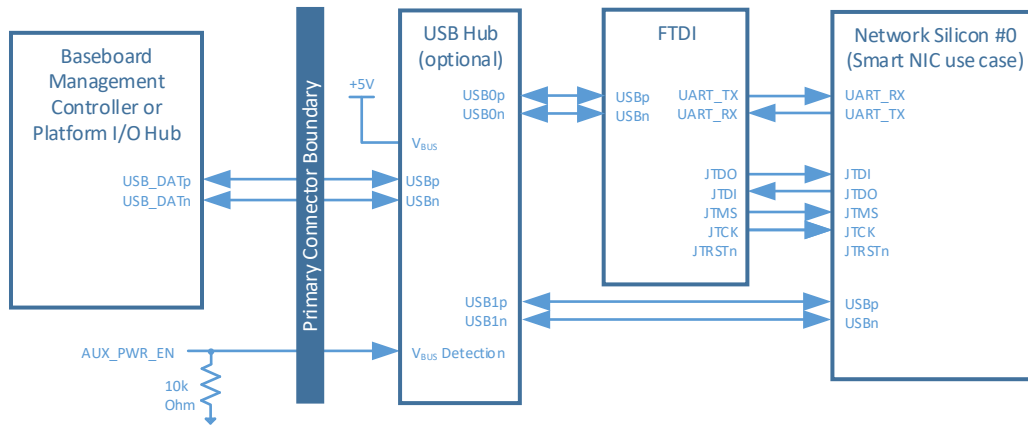 Baseboard
Management
Controller or
Platform I/O Hub
USB_DATp
USB_DATn
AUX_PWR_EN
10k
Ohm
Primary Connector Boundary
+5V
USB Hub
(optional)
USB0p
USB0n
VBUS
USBp
USBn
USB1p
USB1n
VBUS Detection
FTDI
USBp
USBn
UART_TX
UART_RX
JTDO
JTDI
JTMS
JTCK
JTRSTn
Network Silicon #0
(Smart NIC use case)
UART_RX
UART_TX
JTDI
JTDO
JTMS
JTCK
JTRSTn
USBp
USBn